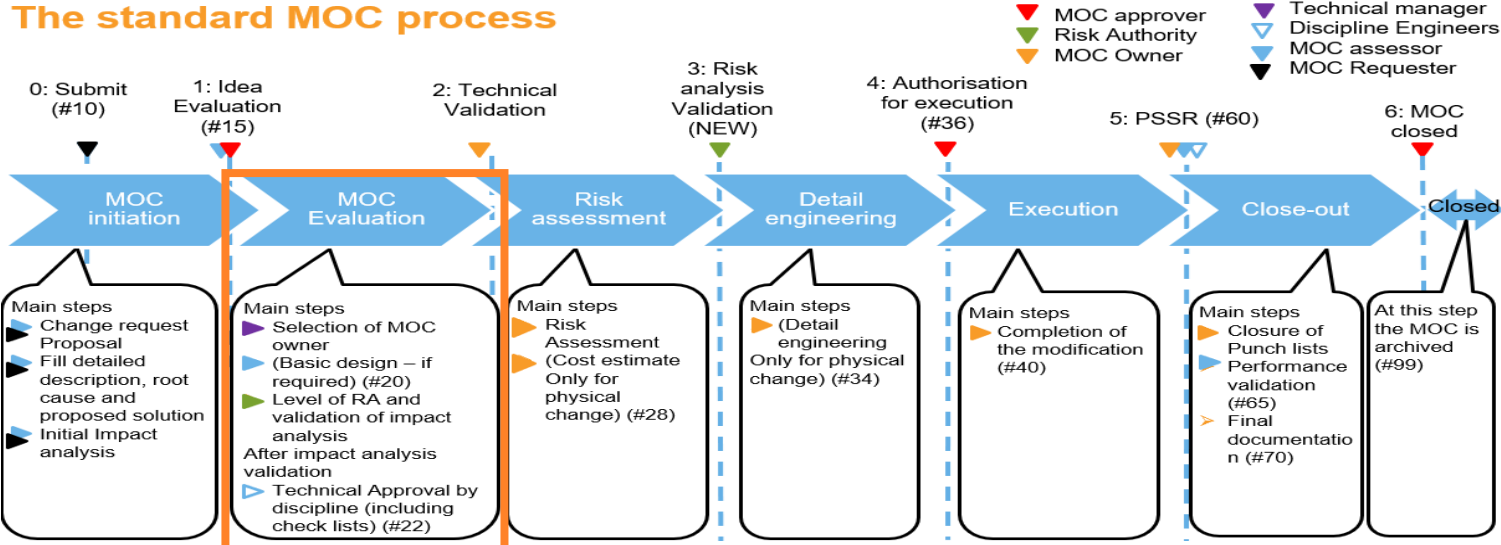 The standard MOC process
MOC approver
Risk Authority
MOC Owner
Technical manager
Discipline Engineers
MOC assessor
MOC Requester
0: Submit
(#10)
1: Idea
Evaluation
(#15)
2: Technical
Validation
3: Risk
analysis
Validation
(NEW)
4: Authorisation
for execution
(#36)
5: PSSR (#60)
6: MOC
closed
MOC
initiation
MOC
Evaluation
Risk
assessment
Detail
engineering
Execution
Close-out
Closed
Main steps
Change request
Proposal
Fill detailed
description, root
cause and
proposed solution
Initial Impact
analysis
Main steps
Selection of MOC
owner
(Basic design – if
required) (#20)
Level of RA and
validation of impact
analysis
After impact analysis
validation
Technical Approval by
discipline (including
check lists) (#22)
Main steps
Risk
Assessment
(Cost estimate
Only for
physical
change) (#28)
Main steps
(Detail
engineering
Only for physical
change) (#34)
Main steps
Completion of
the modification
(#40)
Main steps
Closure of
Punch lists
Performance
validation
(#65)
Final
documentatio
n (#70)
At this step
the MOC is
archived
(#99)